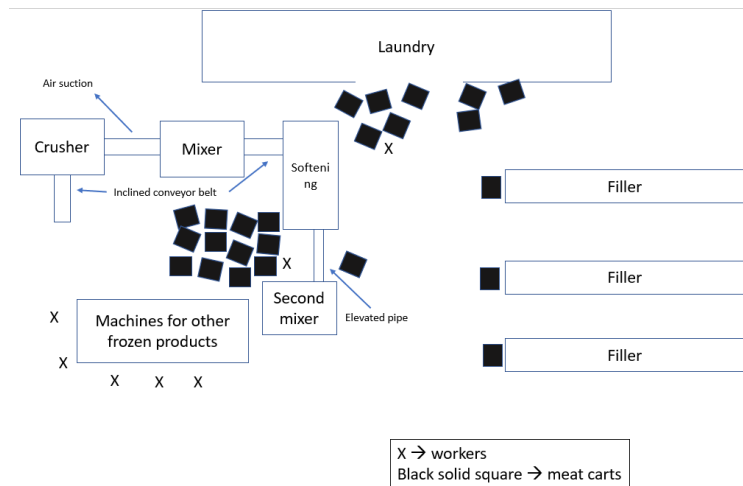 Laundry
Air suction
Crusher
Mixer
Softeni
ng
X
Inclined conveyor belt
Filler
X
Filler
Second
mixer
Elevated pipe
X
Machines for other
frozen products
X
Filler
X
X
X
X → workers
Black solid square → meat carts